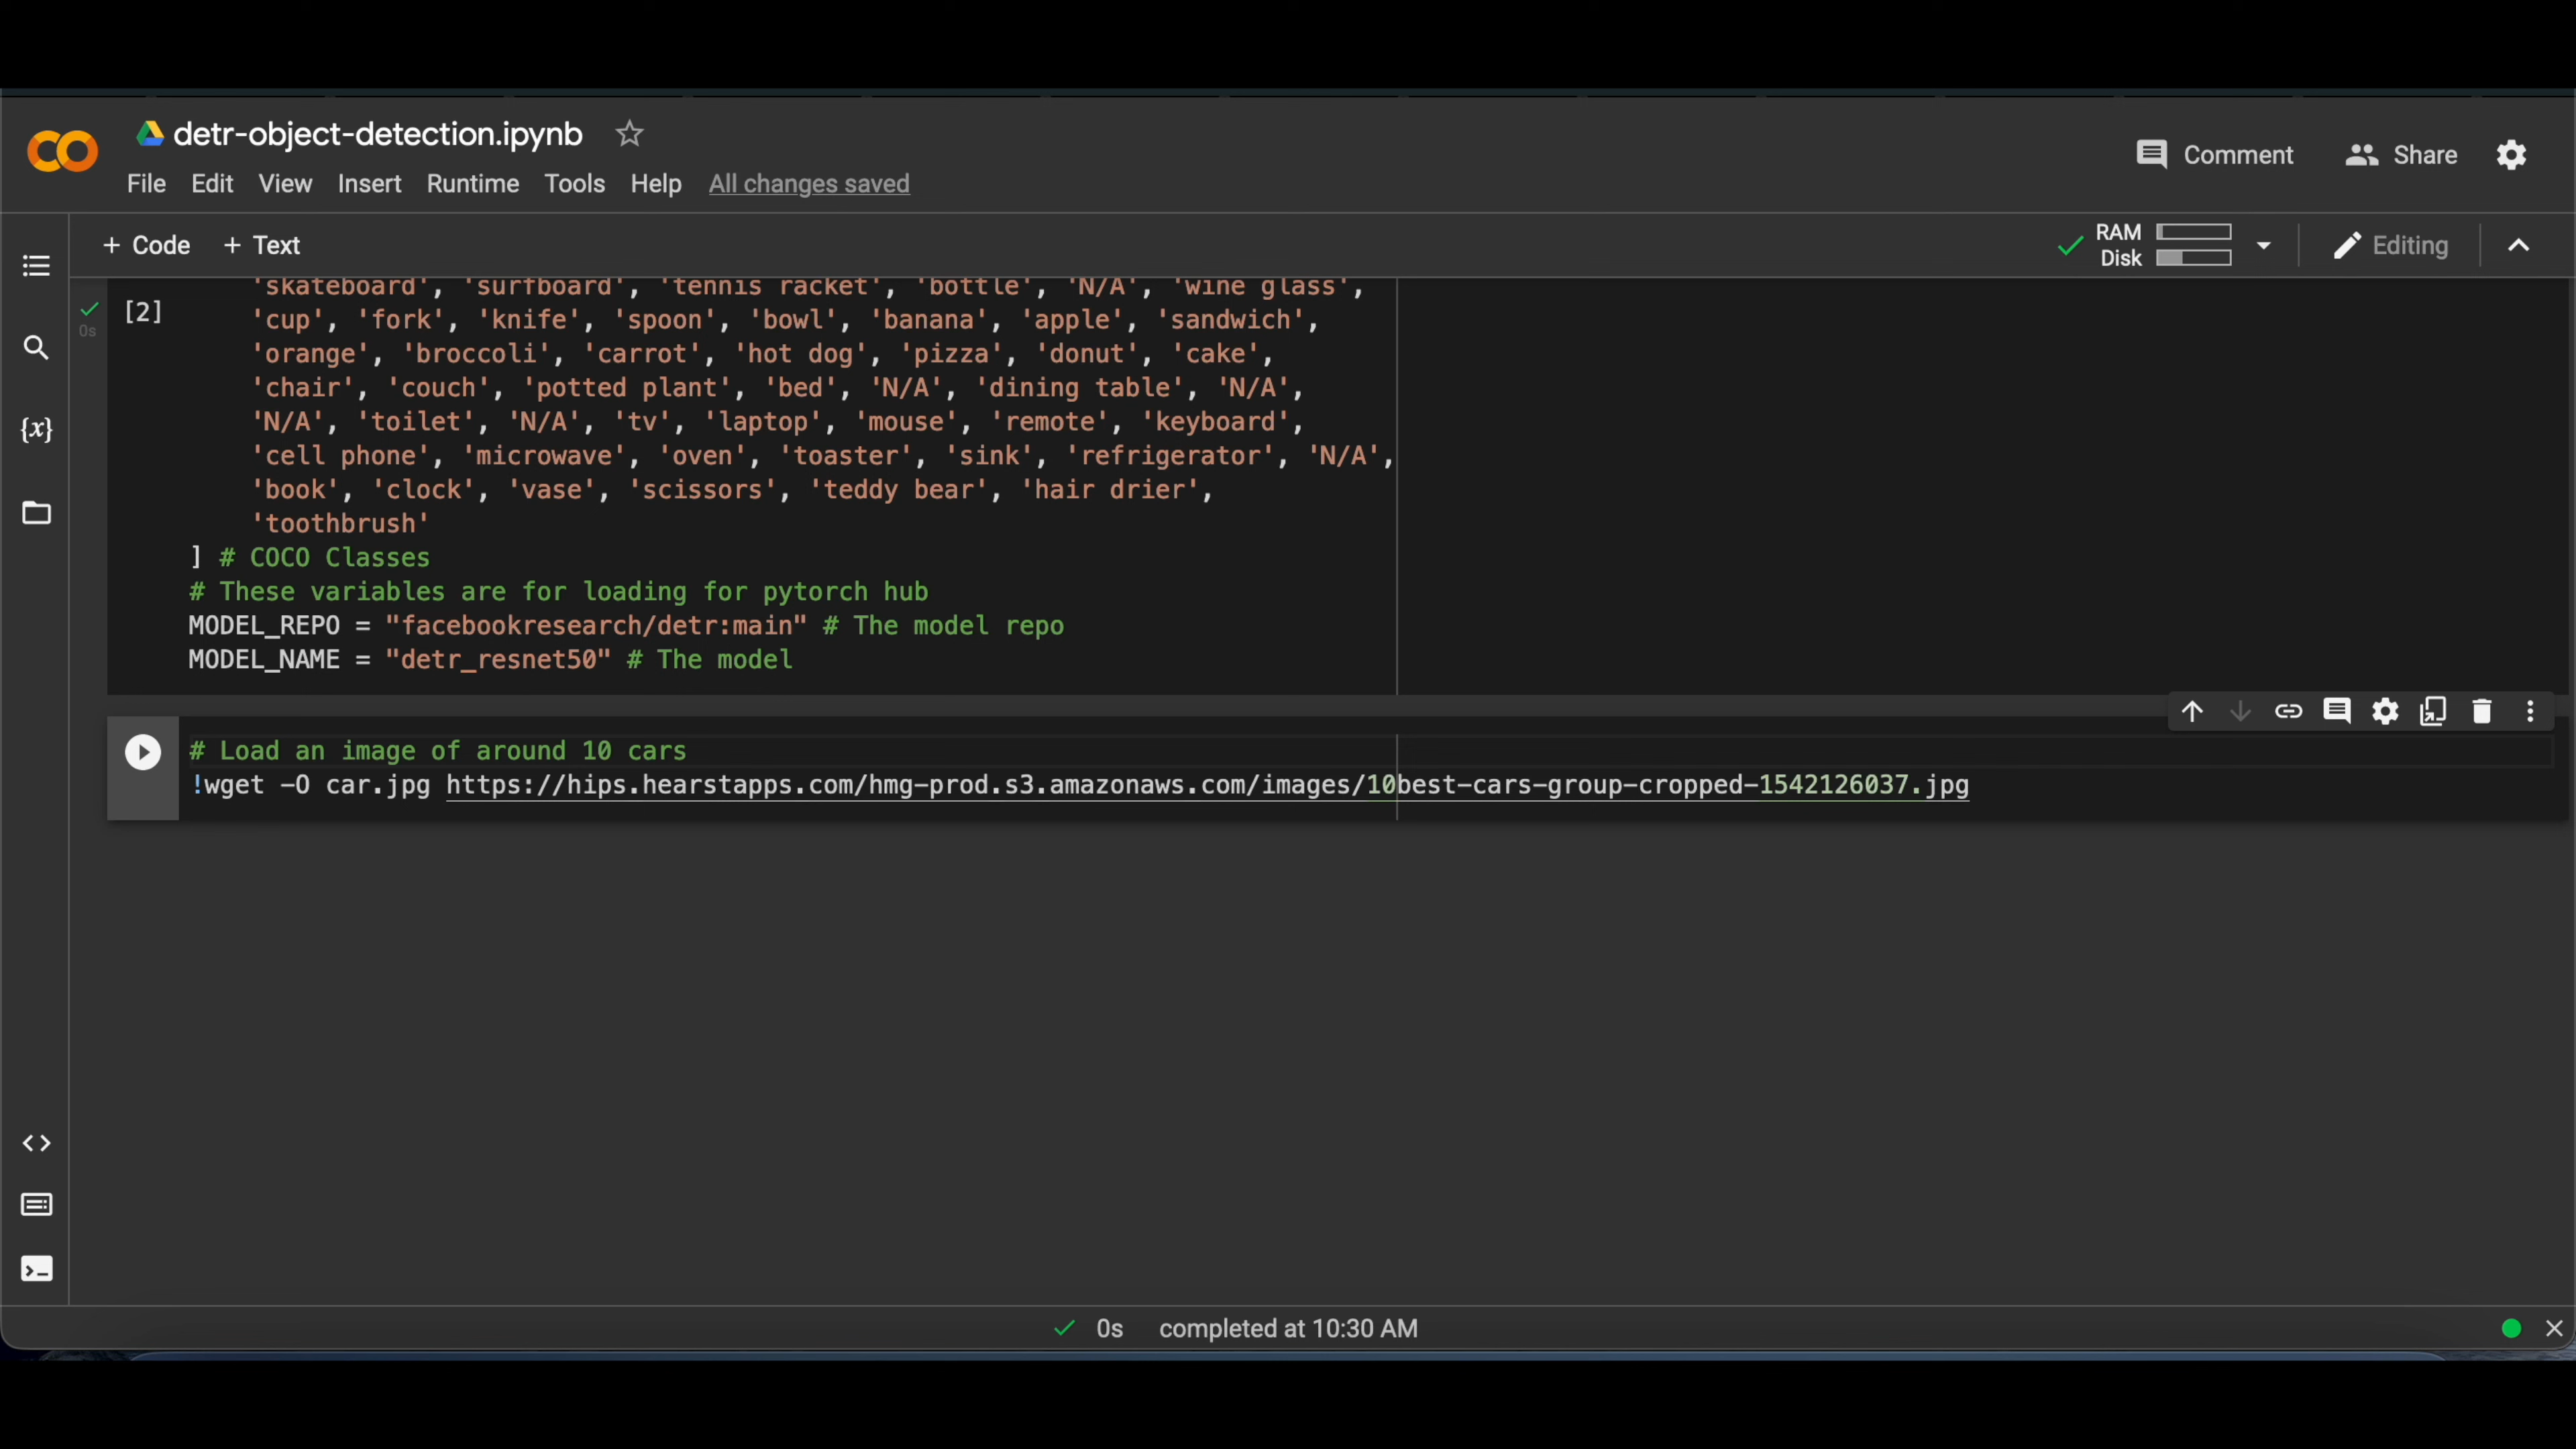 detr-object-detection.ipynb
File Edit View Insert Runtime Tools Help All changes saved
Comment Share
+ Code + Text
RAM
Disk
Editing
[2]
0s
'skateboard', 'surfboard', 'tennis racket', 'bottle', 'N/A', 'wine glass',
'cup', 'fork', 'knife', 'spoon', 'bowl', 'banana', 'apple', 'sandwich',
'orange', 'broccoli', 'carrot', 'hot dog', 'pizza', 'donut', 'cake',
'chair', 'couch', 'potted plant', 'bed', 'N/A', 'dining table', 'N/A',
'N/A', 'toilet', 'N/A', 'tv', 'laptop', 'mouse', 'remote', 'keyboard',
'cell phone', 'microwave', 'oven', 'toaster', 'sink', 'refrigerator', 'N/A',
'book', 'clock', 'vase', 'scissors', 'teddy bear', 'hair drier',
'toothbrush'
] # COCO Classes
# These variables are for loading for pytorch hub
MODEL_REPO = "facebookresearch/detr:main" # The model repo
MODEL_NAME = "detr_resnet50" # The model
# Load an image of around 10 cars
!wget -O car.jpg https://hips.hearstapps.com/hmg-prod.s3.amazonaws.com/images/10best-cars-group-cropped-1542126037.jpg
0s completed at 10:30 AM